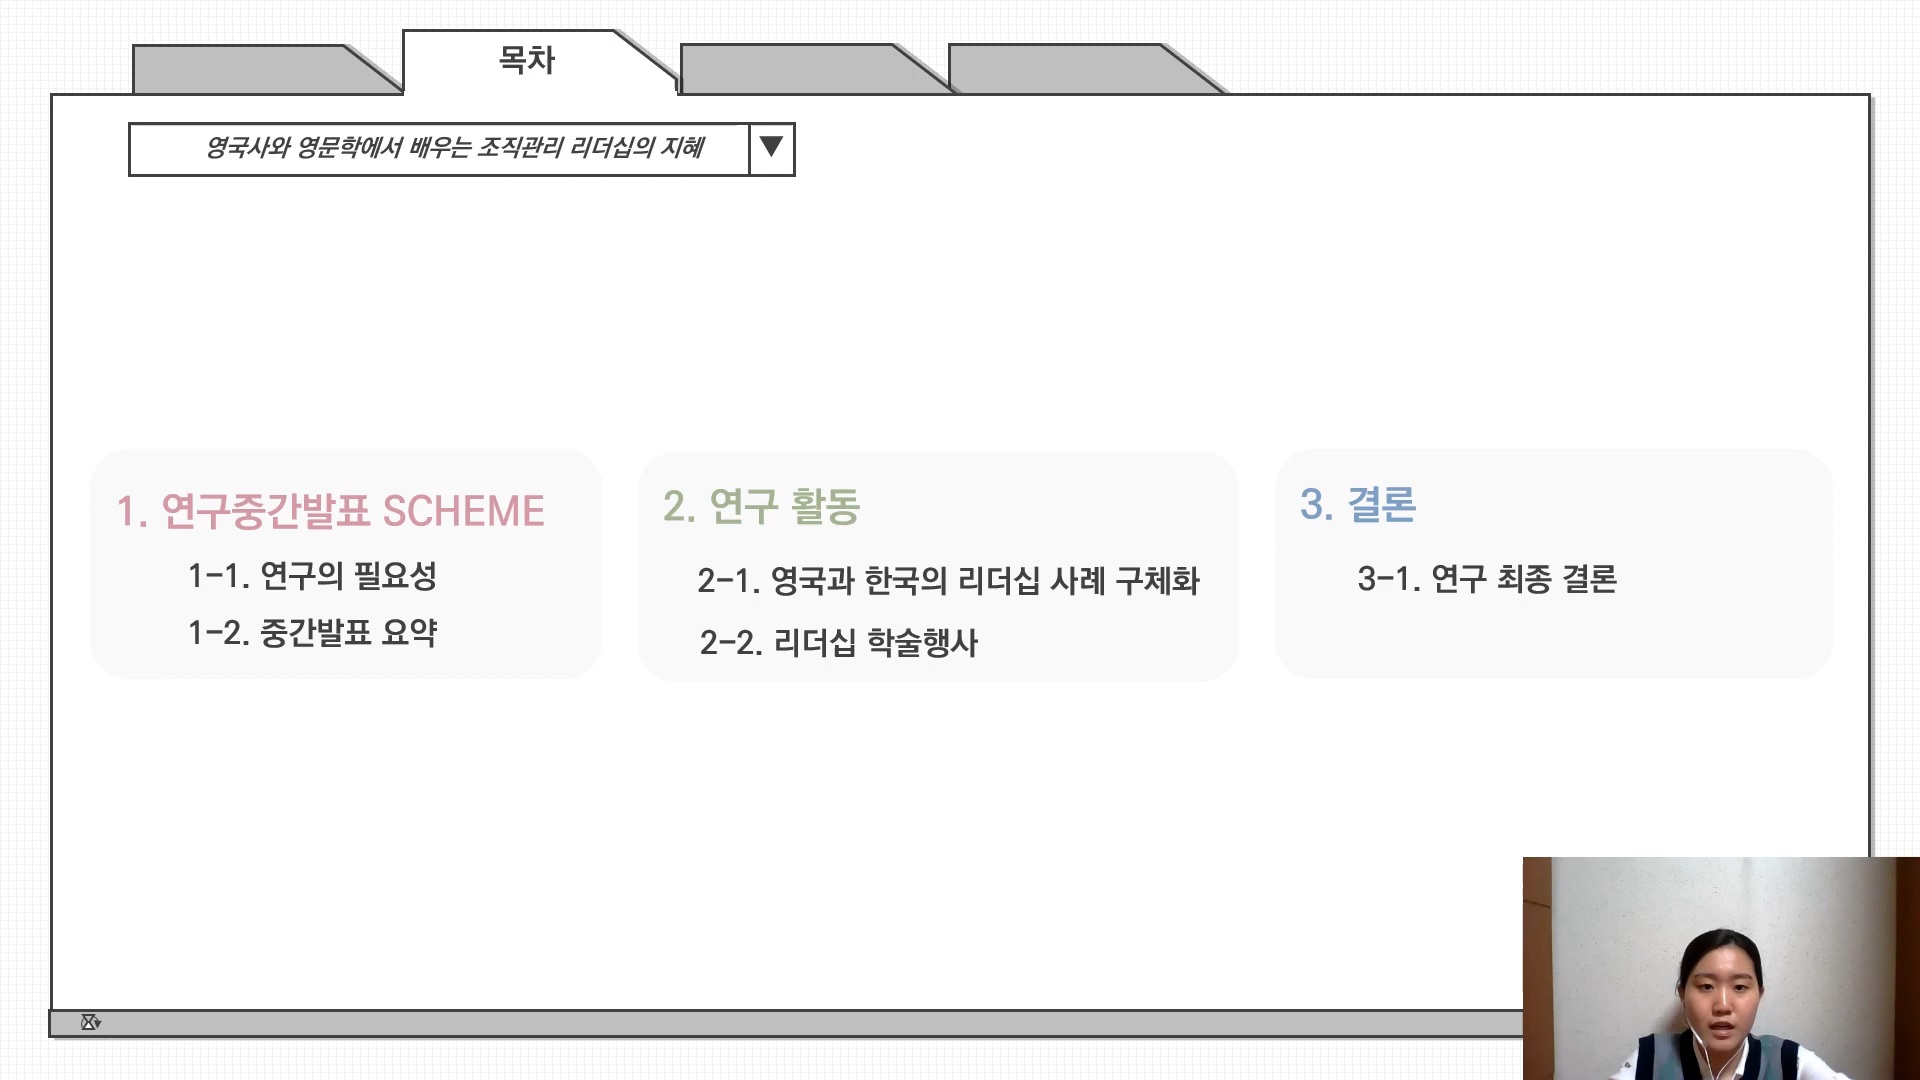 목차
영국사와 영문학에서 배우는 조직관리 리더십의 지혜
1. 연구중간발표 SCHEME
1-1. 연구의 필요성
1-2. 중간발표 요약
2. 연구 활동
2-1. 영국과 한국의 리더십 사례 구체화
2-2. 리더십 학술행사
3. 결론
3-1. 연구 최종 결론